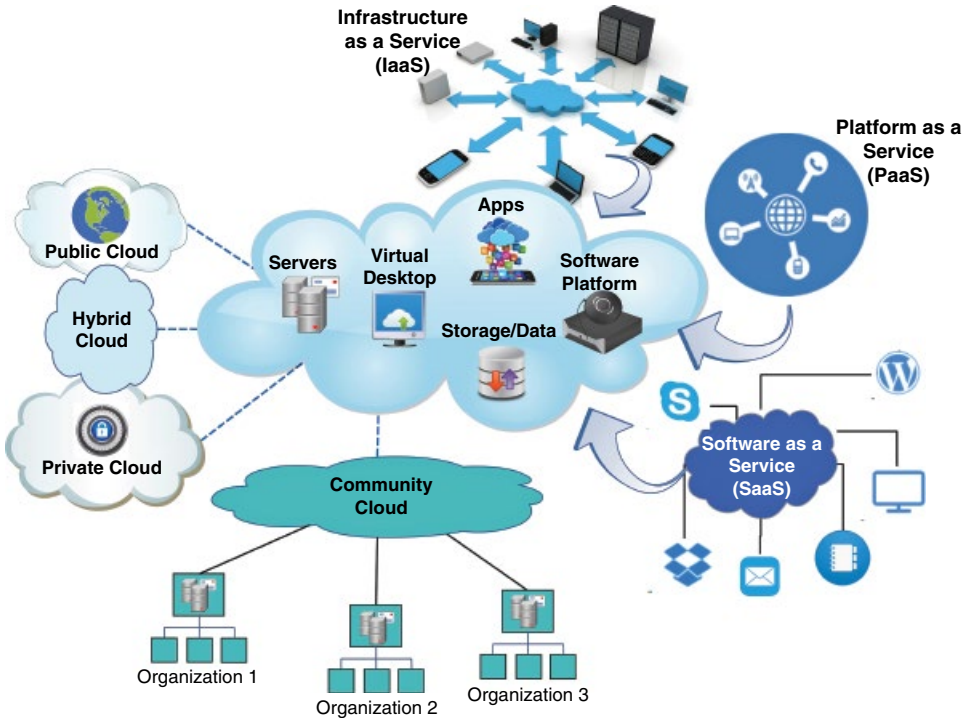 Infrastructure
as a Service
(IaaS)
Platform as a
Service
(PaaS)
Public Cloud
Hybrid
Cloud
Private Cloud
Servers
Virtual
Desktop
Apps
Software
Platform
Storage/Data
Software as a
Service
(SaaS)
S
W
Community
Cloud
Organization 1
Organization 2
Organization 3